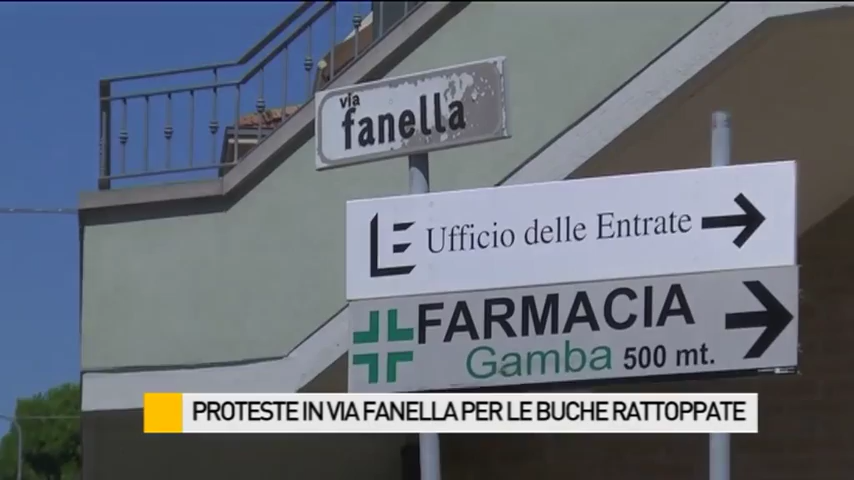 via
fanella
Ufficio delle Entrate
FARMACIA
Gamba 500 mt.
PROTESTE IN VIA FANELLA PER LE BUCHE RATTOPPATE